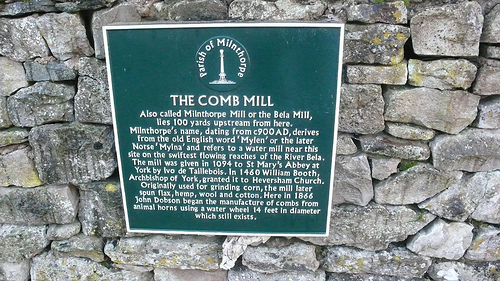 Parish of Milnthorpe
THE COMB MILL
Also called Milnthorpe Mill or the Bela Mill,
lies 100 yards upstream from here.
Milnthorpe's name, dating from c900AD, derives
from the old English word 'Mylen' or the later
Norse 'Mylna' and refers to a water mill near this
site on the swiftest flowing reaches of the River Bela.
The mill was given in 1094 to St Mary's Abbey at
York by Ivo de Taillebois. In 1460 William Booth,
Archbishop of York, granted it to Heversham Church.
Originally used for grinding corn, the mill later
spun flax, hemp, wool and cotton. Here in 1866
John Dobson began the manufacture of combs from
animal horns using a water wheel 14 feet in diameter
which still exists.